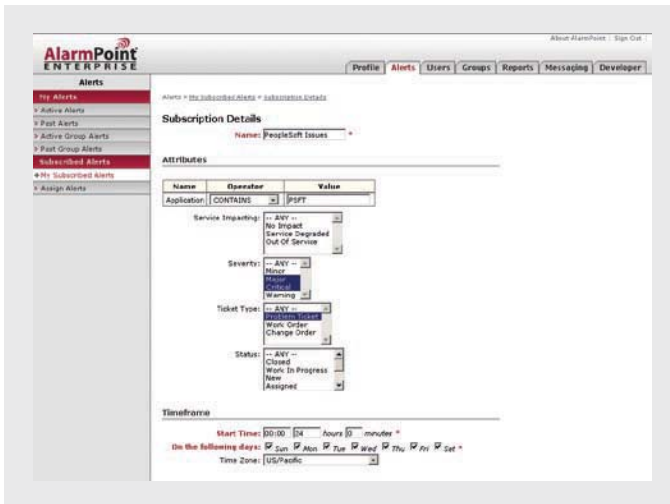 About AlarmPoint | Sign Out
AlarmPoint
ENTERPRISE
Profile Alerts Users Groups Reports Messaging Developer
Alerts
My Alerts
Active Alerts
Past Alerts
Active Group Alerts
Past Group Alerts
Subscribed Alerts
My Subscribed Alerts
Assign Alerts
Alerts > My Subscribed Alerts > Subscription Details
Subscription Details
Name: PeopleSoft Issues *
Attributes
Name Operator Value
Application CONTAINS PSFT
Service Impacting: -- ANY --
No Impact
Service Degraded
Out Of Service
Severity: -- ANY --
Minor
Major
Critical
Warning
Ticket Type: -- ANY --
Problem Ticket
Work Order
Change Order
Status: -- ANY --
Closed
Work In Progress
New
Assigned
Timeframe
Start Time: 00:00 24 hours 0 minutes *
On the following days: Sun Mon Tue Wed Thu Fri Sat *
Time Zone: US/Pacific